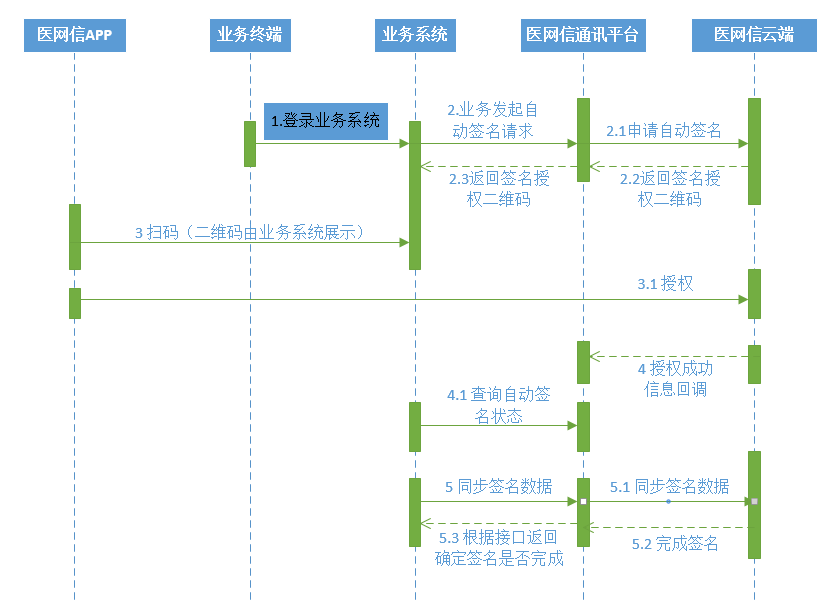 医网信APP
业务终端
业务系统
医网信通讯平台
医网信云端
1.登录业务系统
2.业务发起自
动签名请求
2.1申请自动签名
2.3返回签名授
权二维码
2.2返回签名授
权二维码
3 扫码（二维码由业务系统展示）
3.1 授权
4 授权成功
信息回调
4.1 查询自动签
名状态
5 同步签名数据
5.1 同步签名数据
5.3 根据接口返回
确定签名是否完成
5.2 完成签名